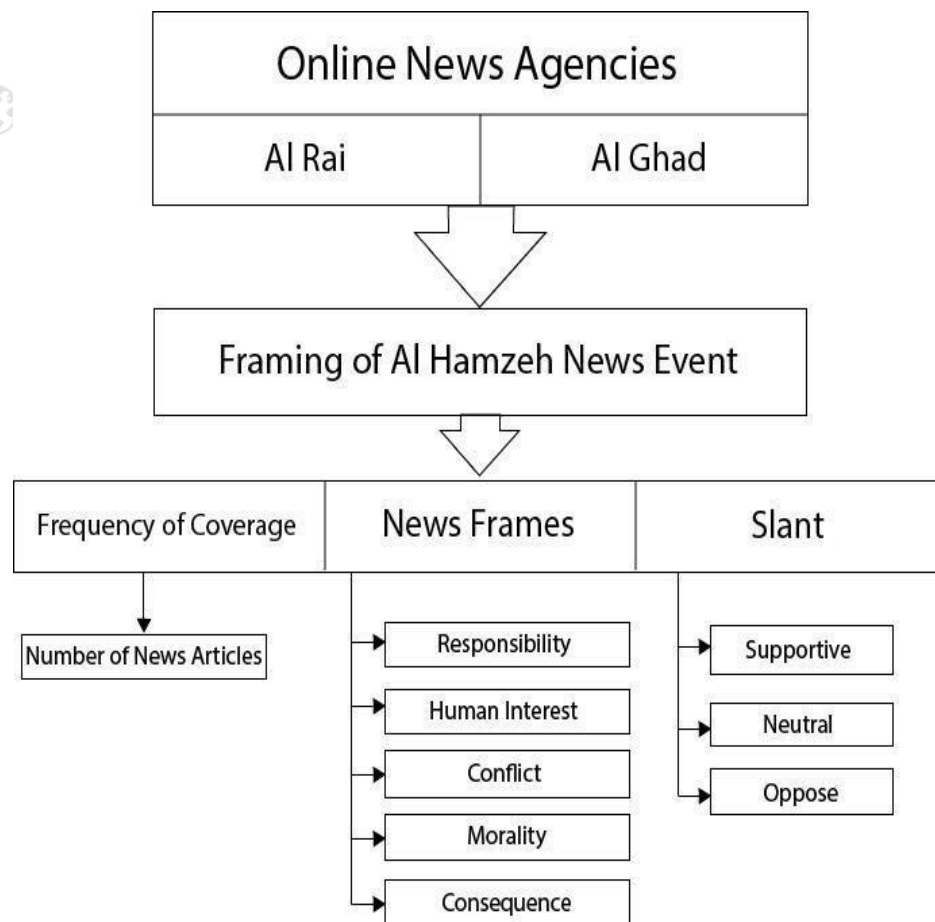 Online News Agencies
Al Rai
Al Ghad
Framing of Al Hamzeh News Event
Frequency of Coverage
News Frames
Slant
Number of News Articles
Responsibility
Human Interest
Conflict
Morality
Consequence
Supportive
Neutral
Oppose